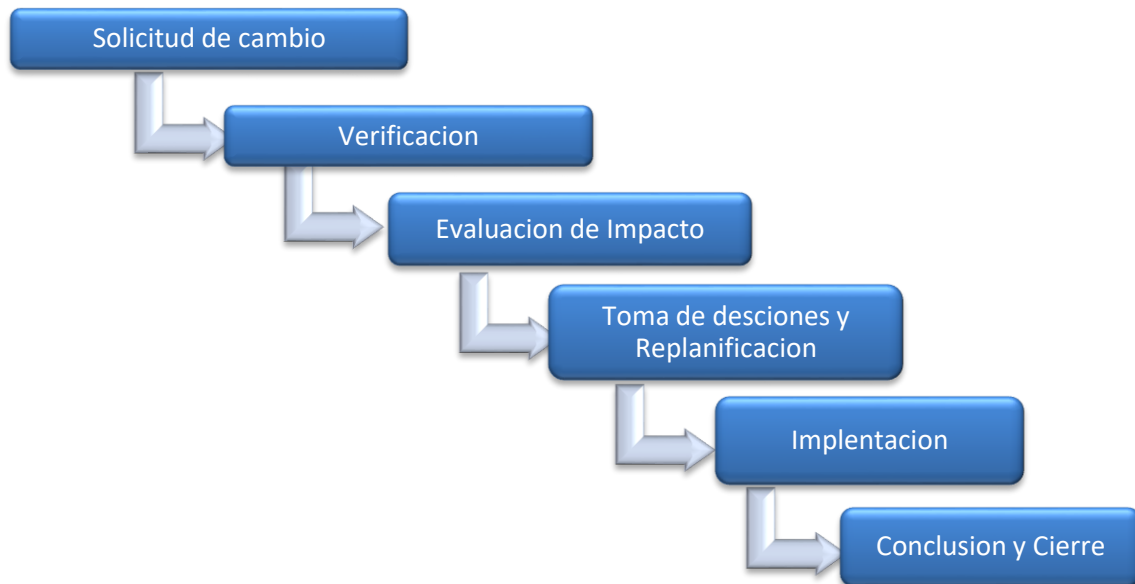 Solicitud de cambio
Verificacion
Evaluacion de Impacto
Toma de desciones y
Replanificacion
Implentacion
Conclusion y Cierre